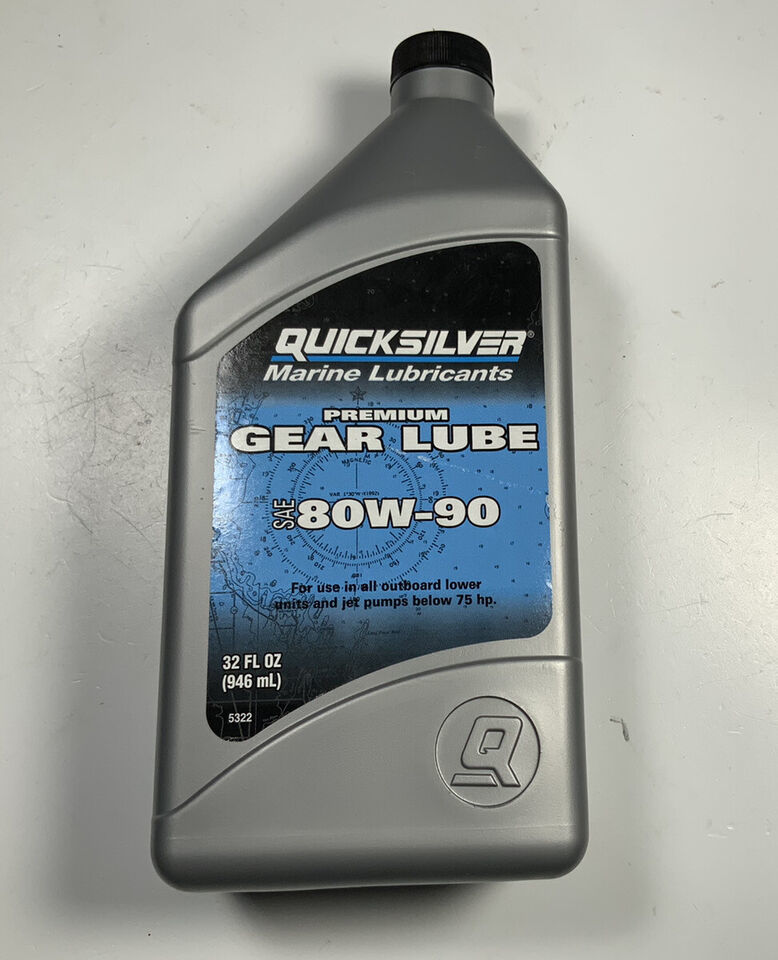 QUICKSILVER®
Marine Lubricants
PREMIUM
GEAR LUBE
MAGNETIC
SAE 80W-90
For use in all outboard lower
units and jet pumps below 75 hp.
32 FL OZ
(946 mL)
5322
Q